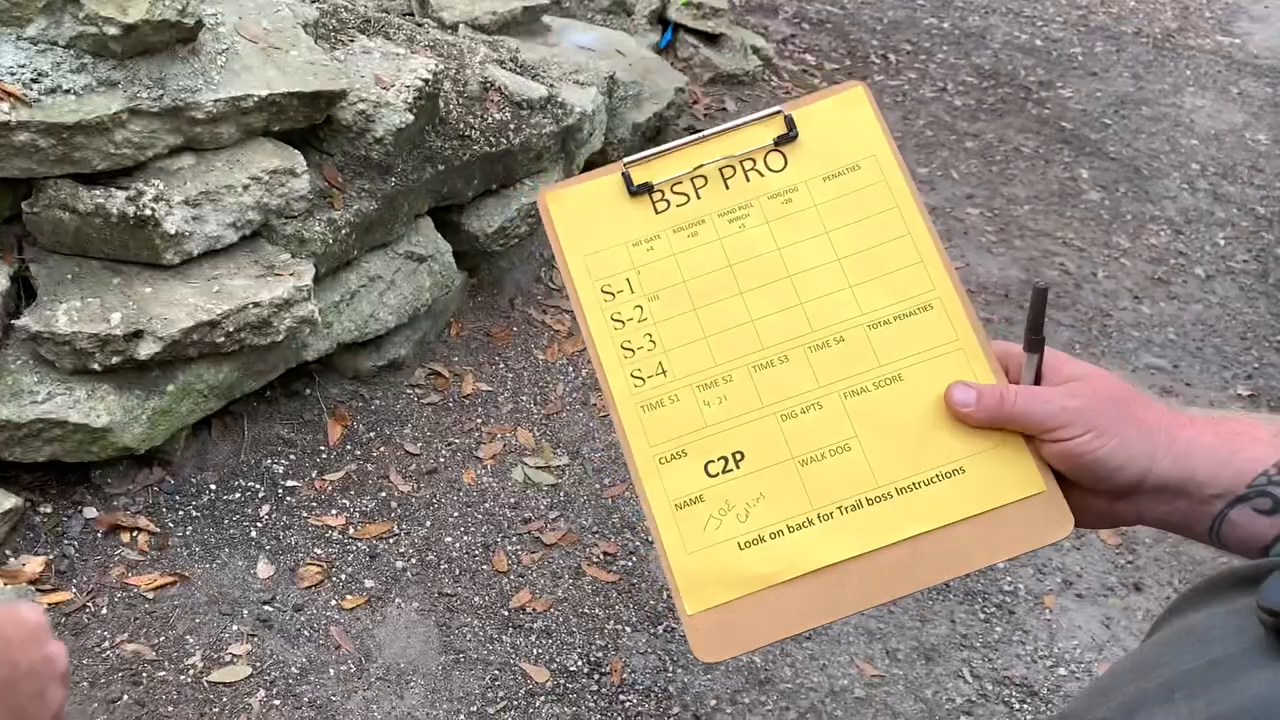 BSP PRO
HIT GATE +4 ROLLOVER +10 HAND PULL WINCH +5 HOG/FOG -20 PENALTIES
S-1 I
S-2 IIIII
S-3
S-4
TIME S1 TIME S2 TIME S3 TIME S4 TOTAL PENALTIES
4.21
CLASS DIG 4PTS FINAL SCORE
C2P WALK DOG
NAME
JOE Collins
Look on back for Trail boss Instructions